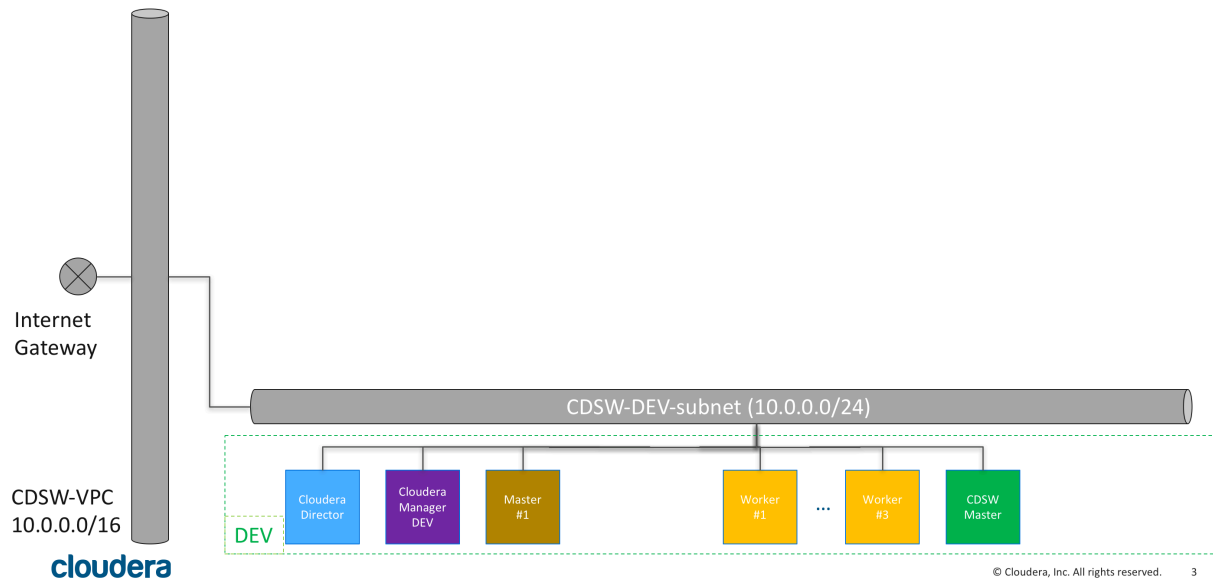 Internet
Gateway
CDSW-DEV-subnet (10.0.0.0/24)
Cloudera
Director
Cloudera
Manager
DEV
Master
#1
Worker
#1
...
Worker
#3
CDSW
Master
DEV
CDSW-VPC
10.0.0.0/16
cloudera
© Cloudera, Inc. All rights reserved. 3